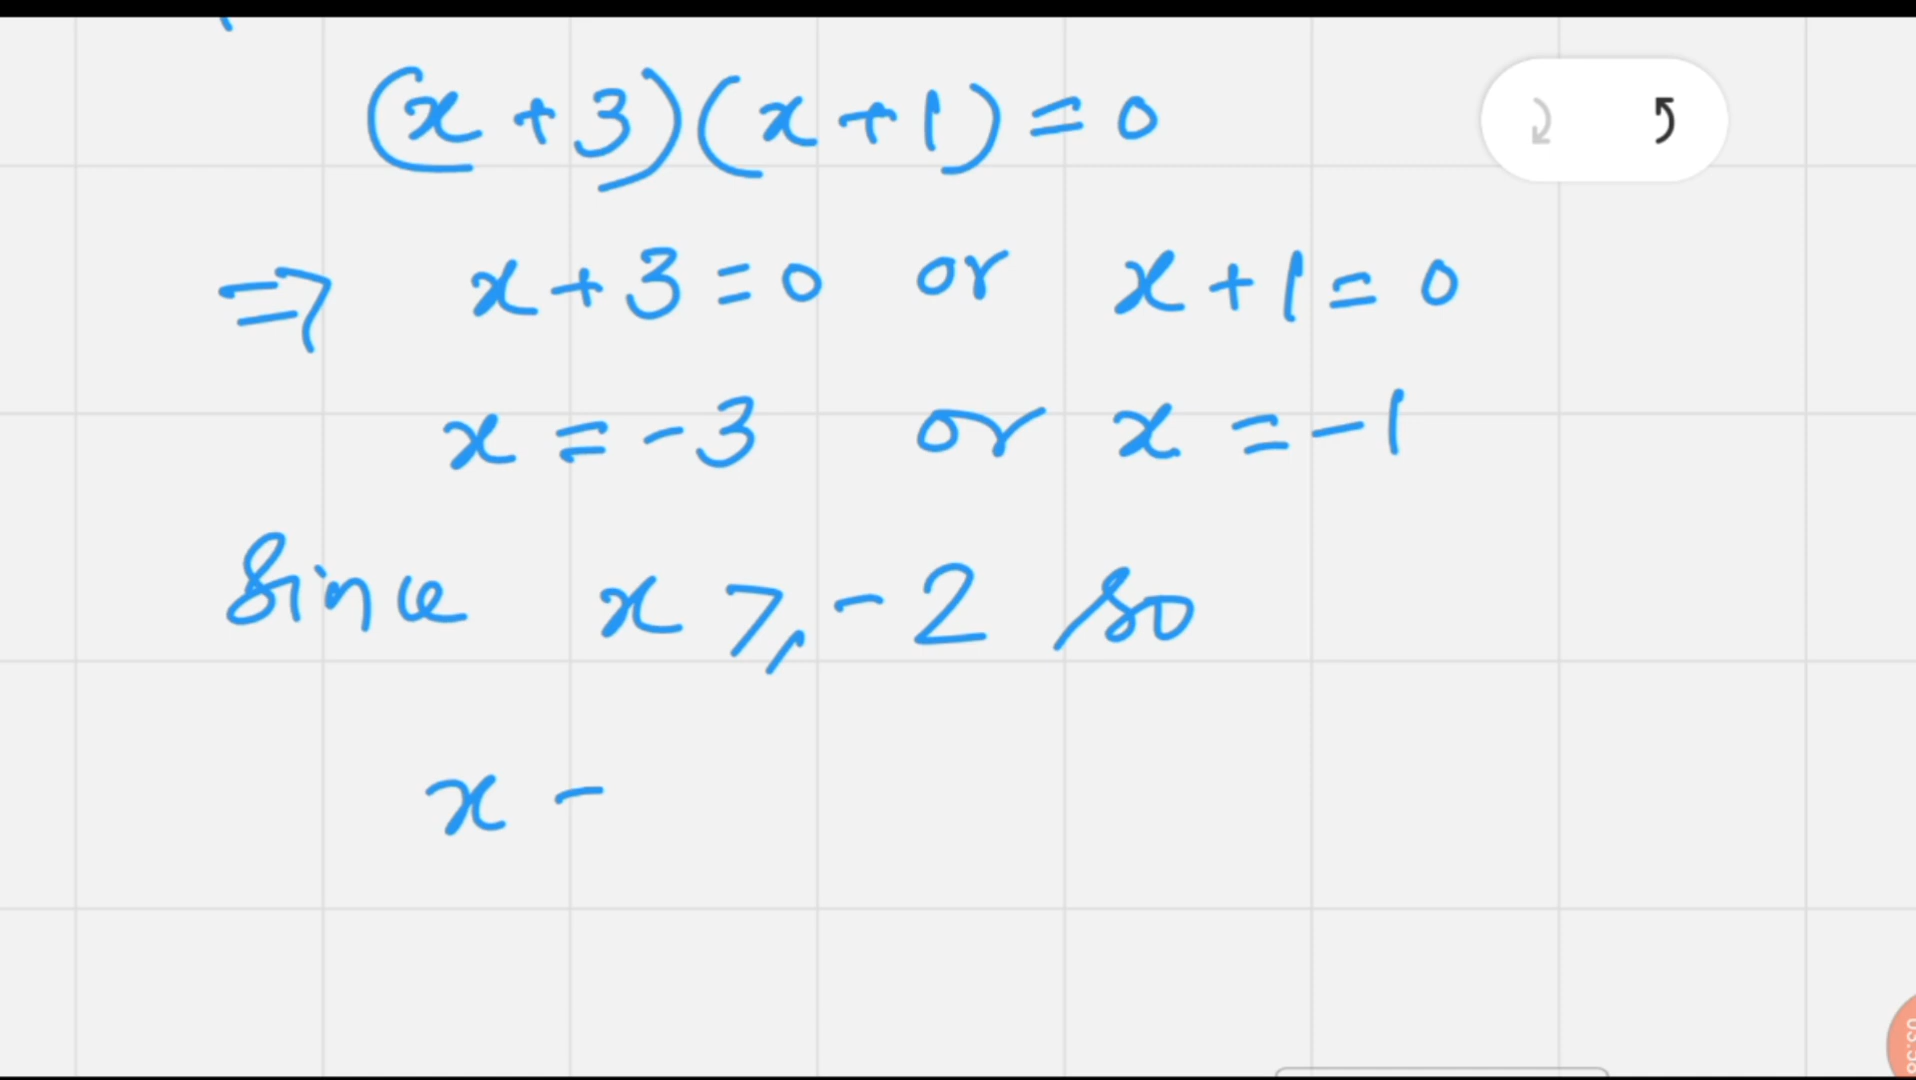 (x+3)(x+1)=0
⇒ x+3=0 or x+1=0
x=-3 or x=-1
Since x ⩾ -2 so
x -